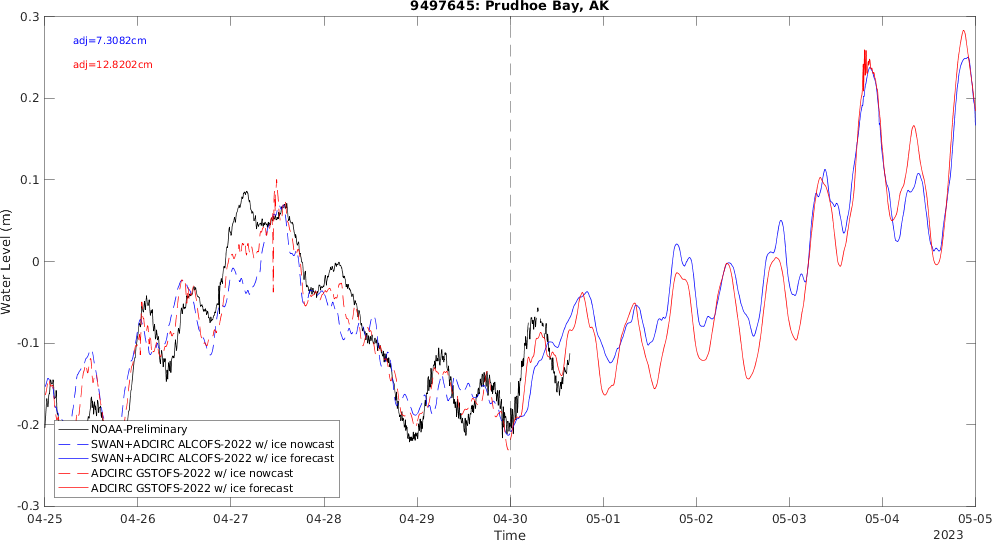 9497645: Prudhoe Bay, AK
adj=7.3082cm
adj=12.8202cm
Water Level (m)
0.3
0.2
0.1
0
-0.1
-0.2
-0.3
NOAA-Preliminary
SWAN+ADCIRC ALCOFS-2022 w/ ice nowcast
SWAN+ADCIRC ALCOFS-2022 w/ ice forecast
ADCIRC GSTOFS-2022 w/ ice nowcast
ADCIRC GSTOFS-2022 w/ ice forecast
04-25 04-26 04-27 04-28 04-29 04-30 05-01 05-02 05-03 05-04 05-05
Time
2023